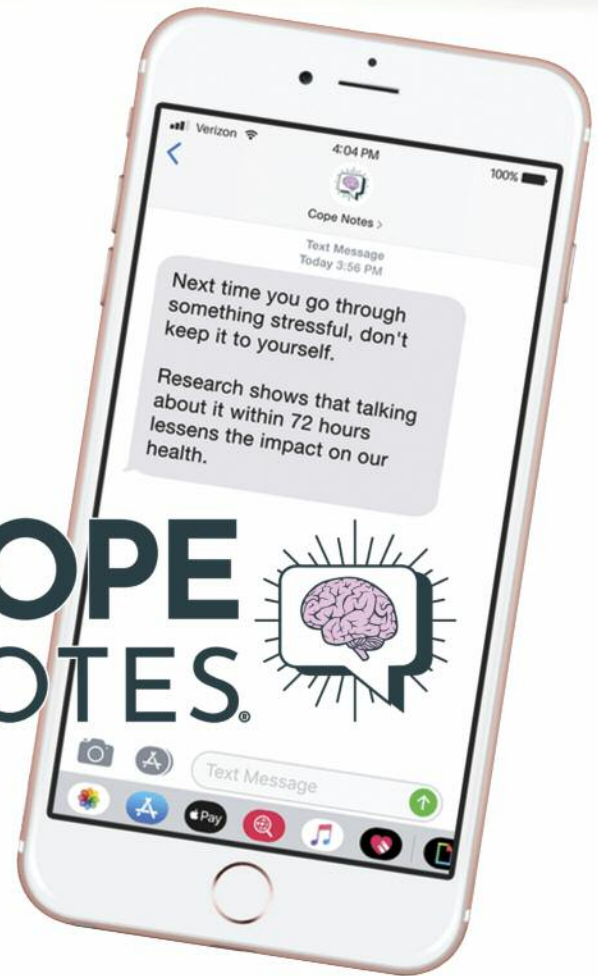 Verizon
4:04 PM
100%
Cope Notes >
Text Message
Today 3:56 PM
Next time you go through
something stressful, don't
keep it to yourself.
Research shows that talking
about it within 72 hours
lessens the impact on our
health.
OPE
OTES®
Text Message
Pay